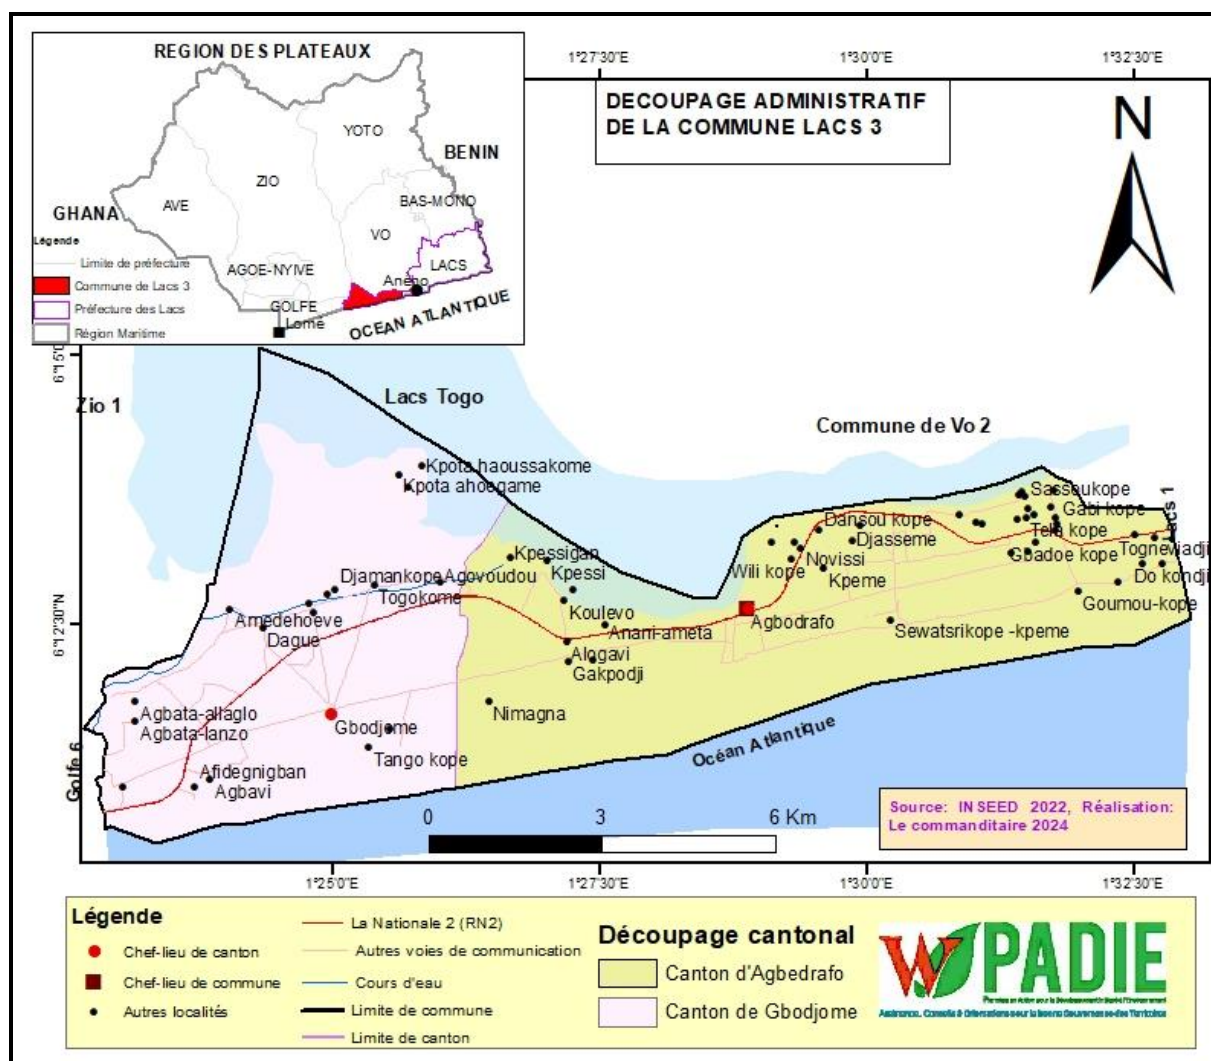 REGION DES PLATEAUX
YOTO
BENIN
ZIO
AVE
BAS-MONO
GHANA
VO
LACS
AGOE-NYIVE
Aného
GOLFE
Lomé
OCEAN ATLANTIQUE
Légende
Limite de préfecture
Commune de Lacs 3
Préfecture des Lacs
Région Maritime
1°27'30"E
1°30'0"E
1°32'30"E
DECOUPAGE ADMINISTRATIF
DE LA COMMUNE LACS 3
N
Zio 1
Lacs Togo
Commune de Vo 2
Lacs 1
Golfe 6
6°12'30"N
Kpota haoussakome
Kpota ahoegame
Sasseukope
Gabi kope
Dansou kope
Tela kope
Djasseme
Gbadoe kope
Togneviadji
Kpessigan
Novissi
Djamankope
Agovoudou
Kpessi
Wili kope
Kpeme
Do kondji
Togokome
Goumou-kope
Amedehoeve
Koulevo
Agbodrafo
Sewatsrikope -kpeme
Dague
Anani-ameta
Alogavi
Gakpodji
Agbata-allaglo
Nimagna
Agbata-lanzo
Gbodjome
Océan Atlantique
Tango kope
Afidegnigban
Agbavi
0
3
6 Km
Source: INSEED 2022, Réalisation:
Le commanditaire 2024
1°25'0"E
1°27'30"E
1°30'0"E
1°32'30"E
Légende
Chef-lieu de canton
Chef-lieu de commune
Autres localités
La Nationale 2 (RN2)
Autres voies de communication
Cours d'eau
Limite de commune
Limite de canton
Découpage cantonal
Canton d'Agbedrafo
Canton de Gbodjome
W PADIE